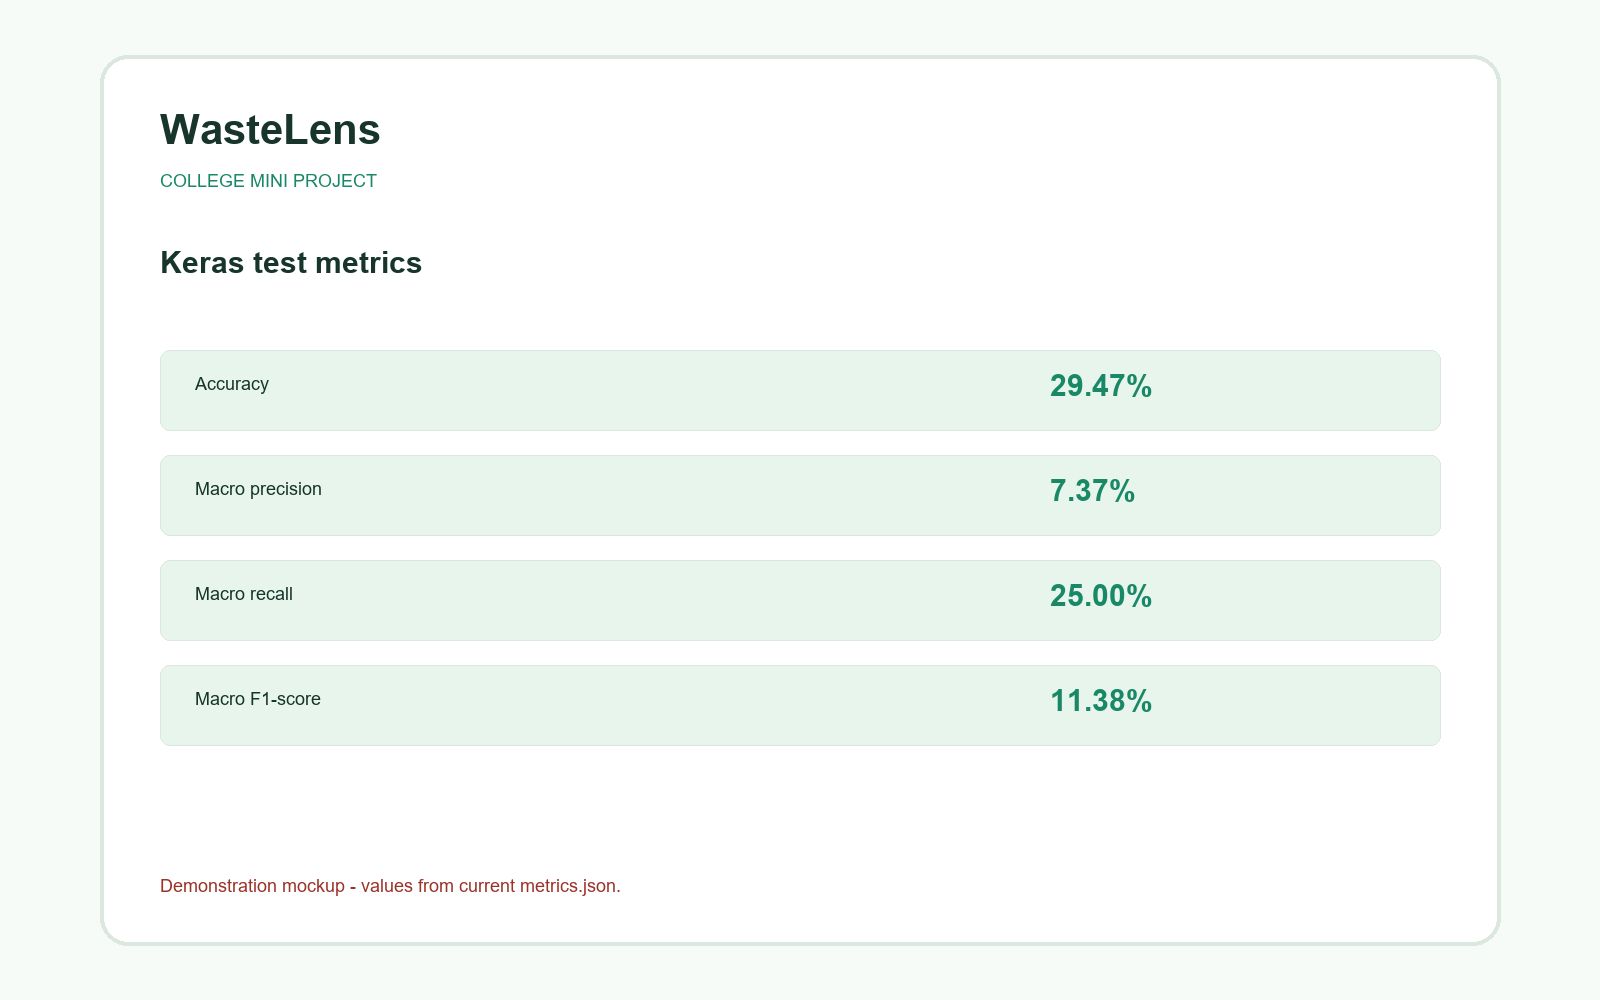 WasteLens
COLLEGE MINI PROJECT
Keras test metrics
Accuracy 29.47%
Macro precision 7.37%
Macro recall 25.00%
Macro F1-score 11.38%
Demonstration mockup - values from current metrics.json.